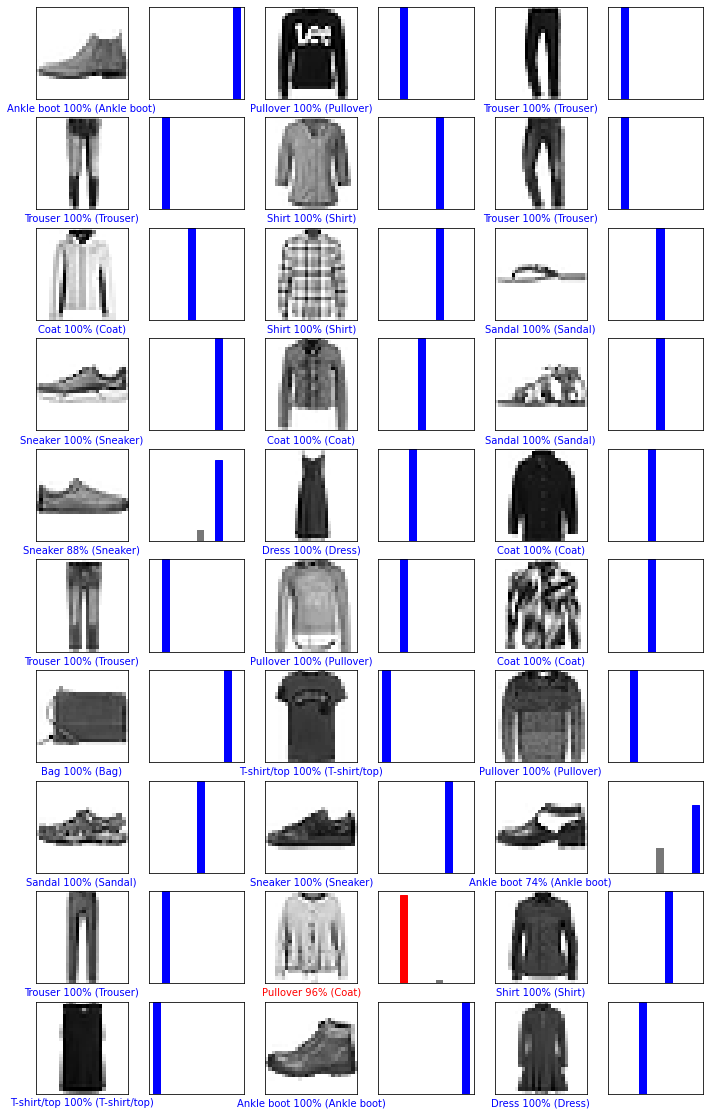 Lee
Ankle boot 100% (Ankle boot)
Pullover 100% (Pullover)
Trouser 100% (Trouser)
Trouser 100% (Trouser)
Shirt 100% (Shirt)
Trouser 100% (Trouser)
Coat 100% (Coat)
Shirt 100% (Shirt)
Sandal 100% (Sandal)
Sneaker 100% (Sneaker)
Coat 100% (Coat)
Sandal 100% (Sandal)
Sneaker 88% (Sneaker)
Dress 100% (Dress)
Coat 100% (Coat)
Trouser 100% (Trouser)
Pullover 100% (Pullover)
Coat 100% (Coat)
Bag 100% (Bag)
T-shirt/top 100% (T-shirt/top)
Pullover 100% (Pullover)
Sandal 100% (Sandal)
Sneaker 100% (Sneaker)
Ankle boot 74% (Ankle boot)
Trouser 100% (Trouser)
Pullover 96% (Coat)
Shirt 100% (Shirt)
T-shirt/top 100% (T-shirt/top)
Ankle boot 100% (Ankle boot)
Dress 100% (Dress)